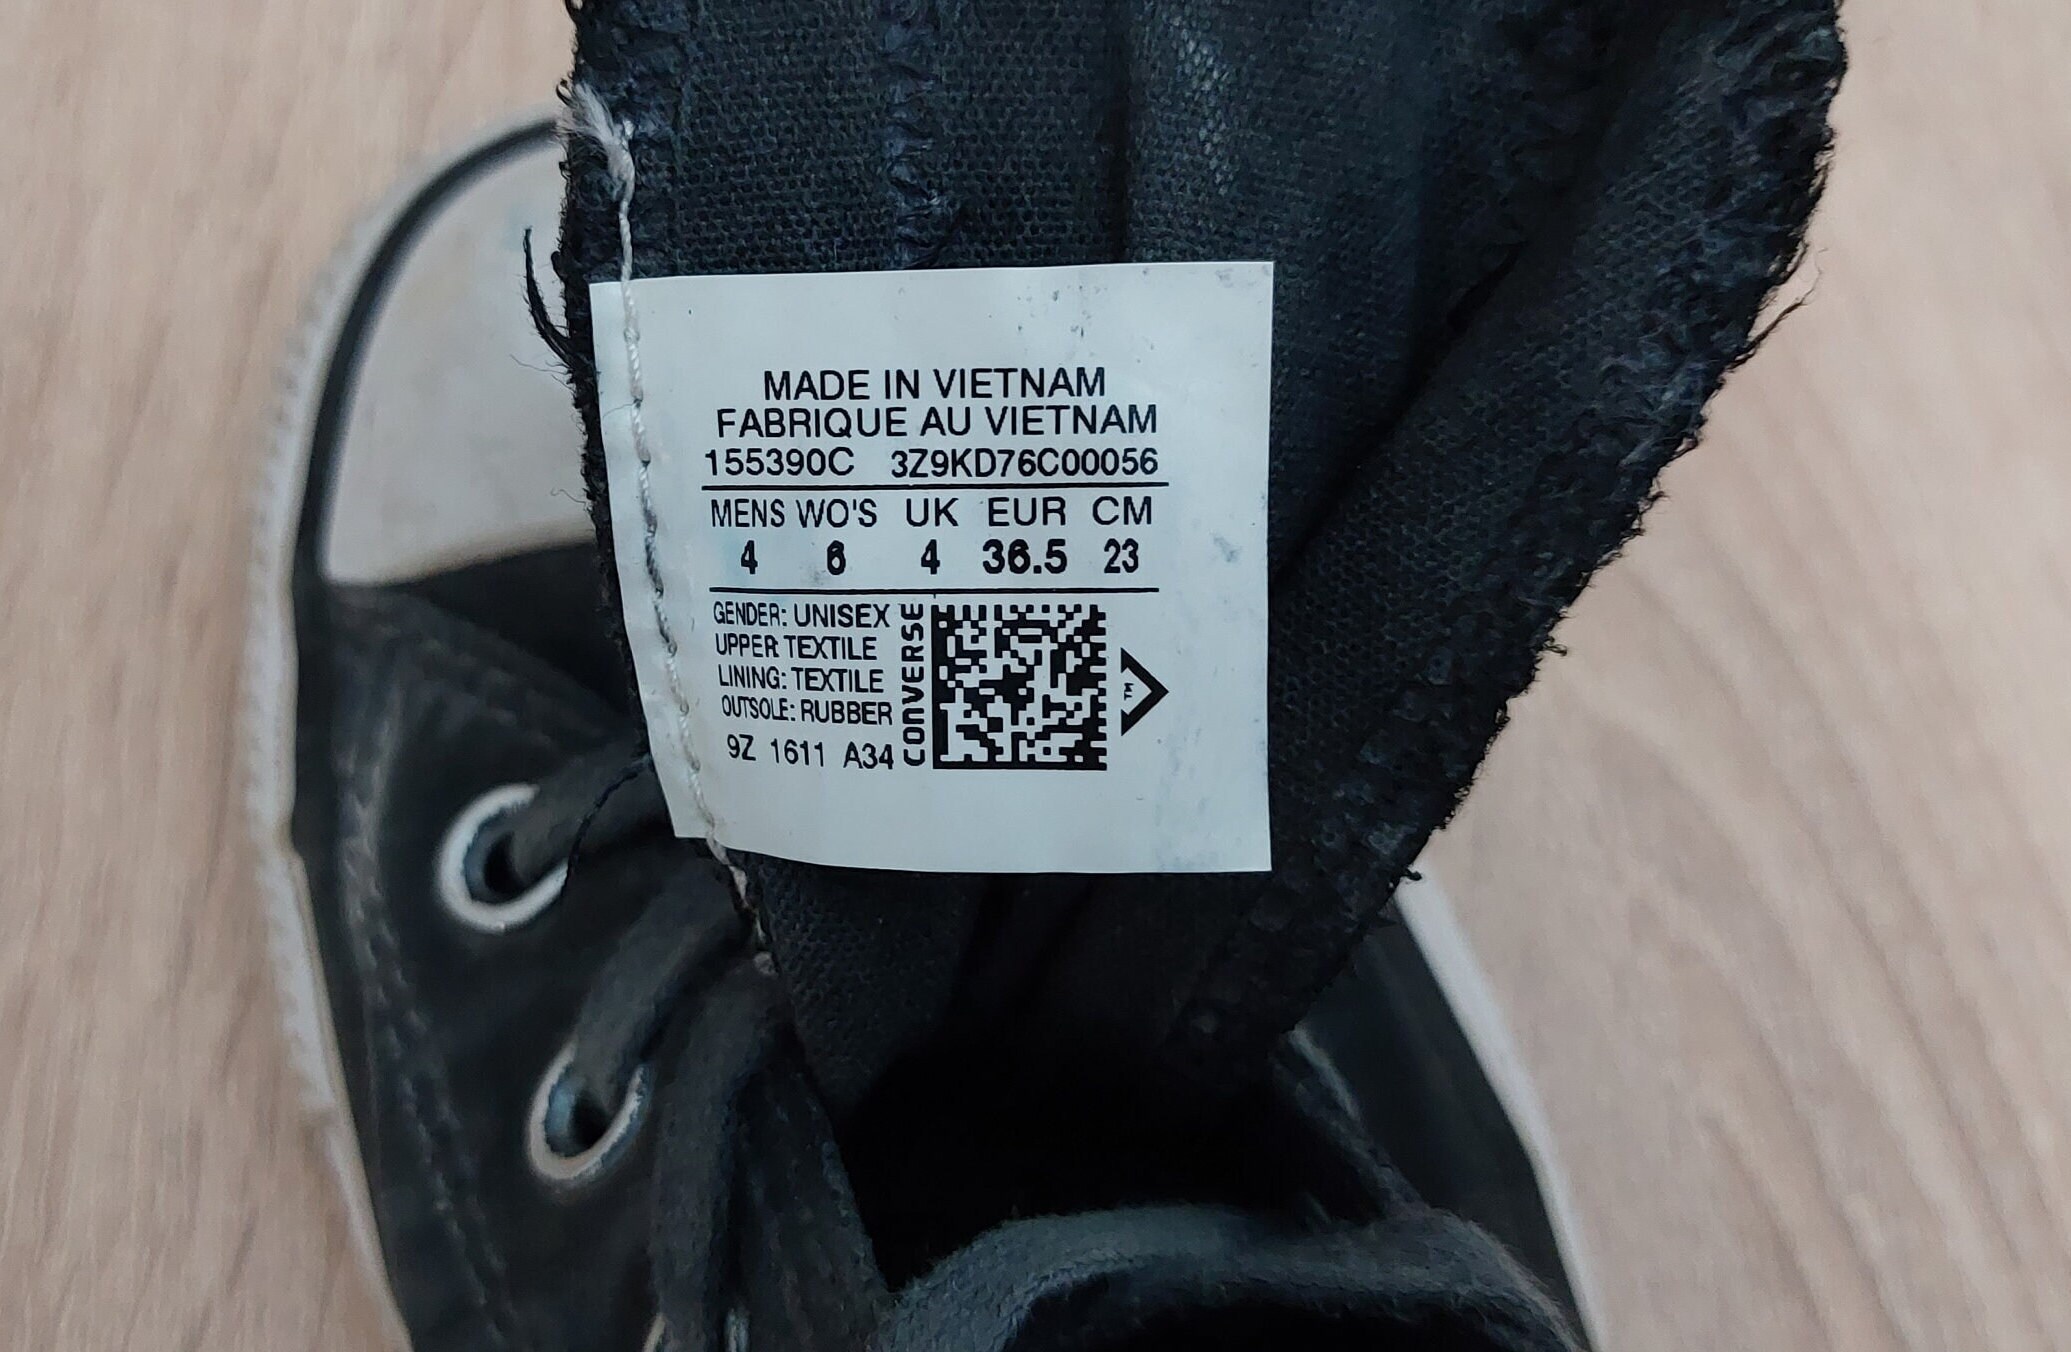 MADE IN VIETNAM
FABRIQUE AU VIETNAM
155390C 3Z9KD76C00056
MENS WO'S UK EUR CM
4 6 4 36.5 23
GENDER: UNISEX
UPPER TEXTILE
LINING: TEXTILE
OUTSOLE: RUBBER
9Z 1611 A34
CONVERSE
TM